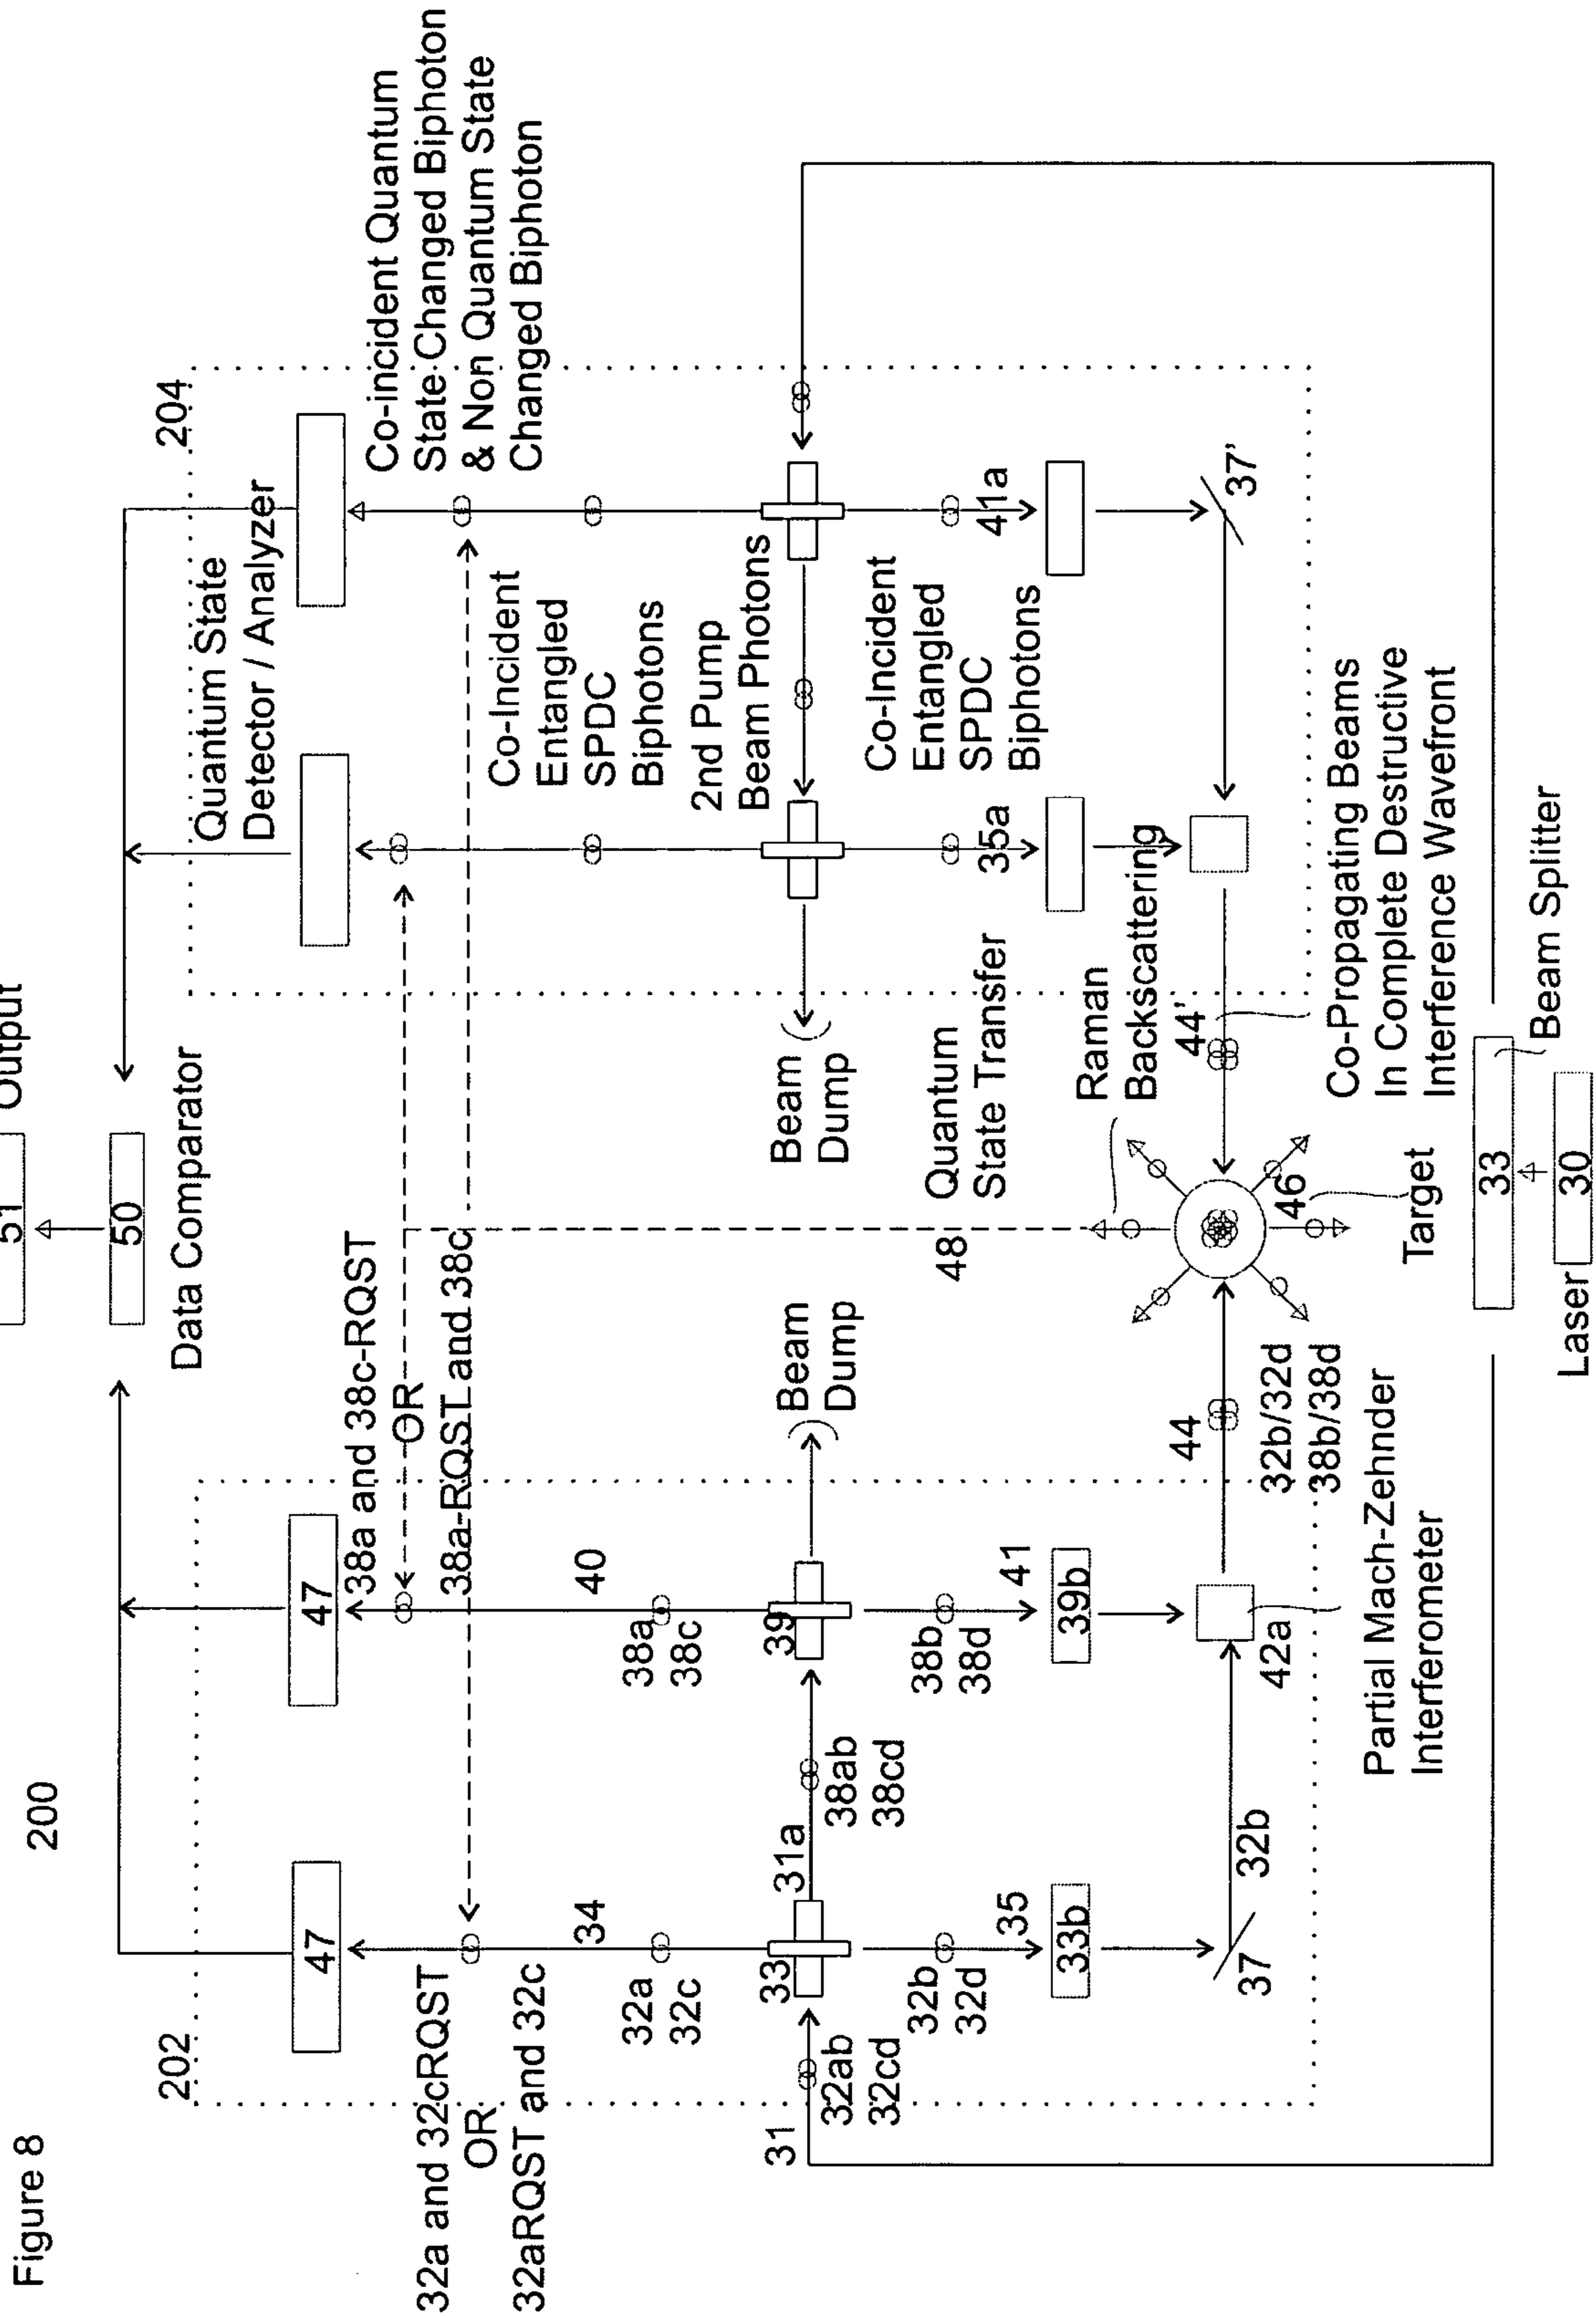 Figure 8
200
51
Output
50
Data Comparator
202
204
47
47
Quantum State
Detector / Analyzer
Co-incident Quantum
State Changed Biphoton
& Non Quantum State
Changed Biphoton
32a and 32cRQST
OR
32aRQST and 32c
38a and 38c-RQST
OR
38a-RQST and 38c
34
40
32a
32c
38a
38c
Co-Incident
Entangled
SPDC
Biphotons
31
32ab
32cd
33
31a
38ab
38cd
39
Beam
Dump
Beam
Dump
2nd Pump
Beam Photons
32b
32d
35
38b
38d
41
48
Quantum
State Transfer
Co-Incident
Entangled
SPDC
Biphotons
35a
41a
33b
39b
Raman
Backscattering
37
32b
42a
44
32b/32d
38b/38d
46
44'
37'
Partial Mach-Zehnder
Interferometer
Target
Co-Propagating Beams
In Complete Destructive
Interference Wavefront
33
Beam Splitter
Laser
30